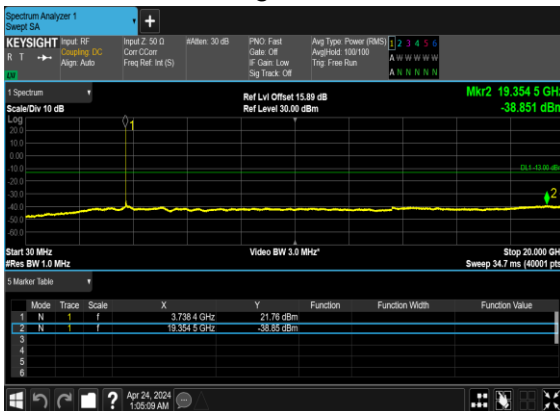 Spectrum Analyzer 1
Swept SA
KEYSIGHT Input: RF Input Z: 50 Ω #Atten: 30 dB PNO: Fast Avg Type: Power (RMS) 1 2 3 4 5 6
R T Coupling: DC Corr CCorr Gate: Off Avg|Hold: 100/100 A W W W W W
Align: Auto Freq Ref: Int (S) IF Gain: Low Trig: Free Run
LV Sig Track: Off A N N N N N
1 Spectrum Ref Lvl Offset 15.89 dB Mkr2 19.354 5 GHz
Scale/Div 10 dB Ref Level 30.00 dBm -38.851 dBm
Log
20.0
1
10.0
0.00
-10.0
DL1 -13.00 dBm
-20.0
-30.0
2
-40.0
-50.0
-60.0
Start 30 MHz Video BW 3.0 MHz* Stop 20.000 GH
#Res BW 1.0 MHz Sweep 34.7 ms (40001 pts
5 Marker Table
Mode Trace Scale X Y Function Function Width Function Value
1 N 1 f 3.738 4 GHz 21.76 dBm
2 N 1 f 19.354 5 GHz -38.85 dBm
3
4
5
6
? Apr 24, 2024
1:05:09 AM